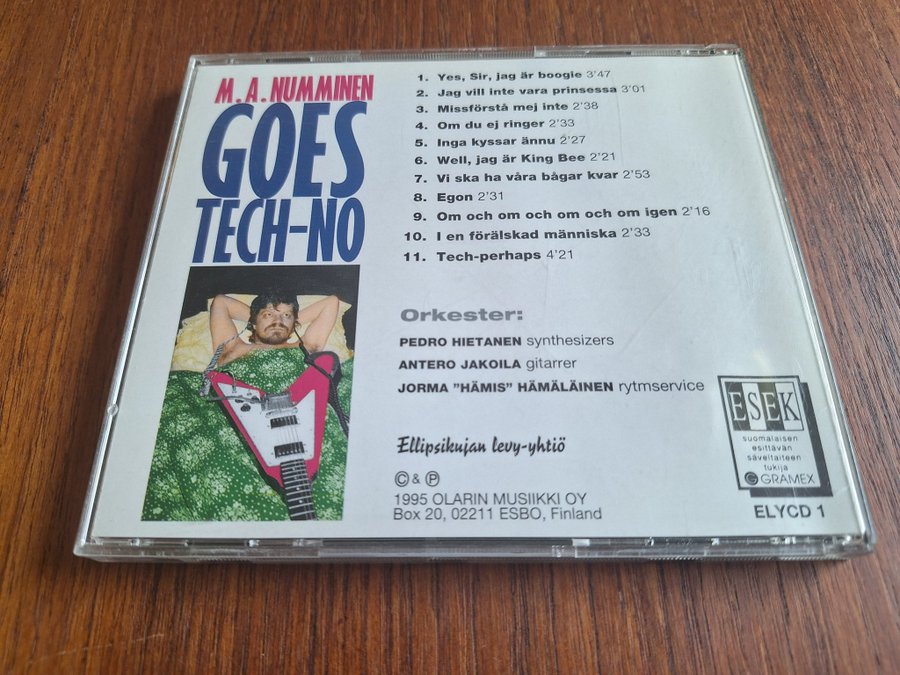 M.A. NUMMINEN
GOES
TECH-NO
1. Yes, Sir, jag är boogie 3'47
2. Jag vill inte vara prinsessa 3'01
3. Missförstå mej inte 2'38
4. Om du ej ringer 2'33
5. Inga kyssar ännu 2'27
6. Well, jag är King Bee 2'21
7. Vi ska ha våra bågar kvar 2'53
8. Egon 2'31
9. Om och om och om och om igen 2'16
10. I en förälskad människa 2'33
11. Tech-perhaps 4'21
Orkester:
PEDRO HIETANEN synthesizers
ANTERO JAKOILA gitarrer
JORMA "HÄMIS" HÄMÄLÄINEN rytmservice
Ellipsikujan levy-yhtiö
© & ℗
1995 OLARIN MUSIIKKI OY
Box 20, 02211 ESBO, Finland
ESEK
suomalaisen
esittävän
säveltaiteen
tukija
GRAMEX
ELYCD 1